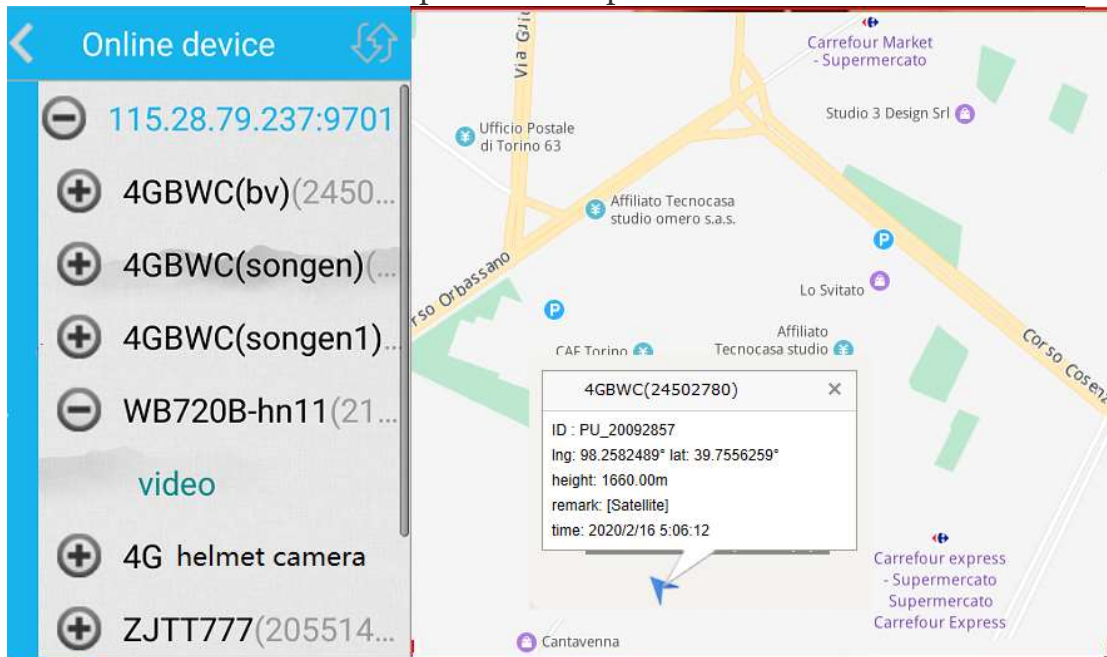 Online device
115.28.79.237:9701
4GBWC(bv)(2450...
4GBWC(songen)(...
4GBWC(songen1)...
WB720B-hn11(21...
video
4G helmet camera
ZJTT777(205514...
Carrefour Market
- Supermercato
Studio 3 Design Srl
Ufficio Postale
di Torino 63
Affiliato Tecnocasa
studio omero s.a.s.
P
Lo Svitato
P
Affiliato
Tecnocasa studio
CAF Torino
4GBWC(24502780) ×
ID : PU_20092857
lng: 98.2582489° lat: 39.7556259°
height: 1660.00m
remark: [Satellite]
time: 2020/2/16 5:06:12
Carrefour express
- Supermercato
Supermercato
Carrefour Express
Cantavenna
Via
Orbassano
Corso